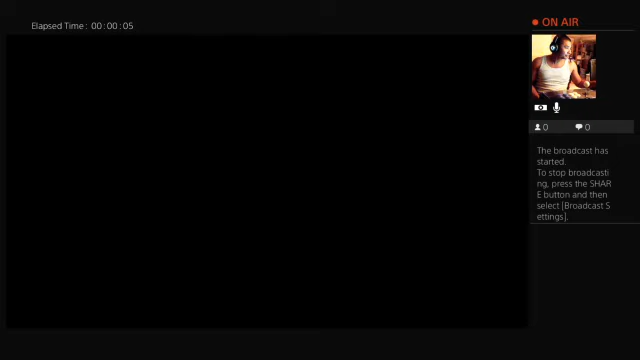 Elapsed Time : 00:00:05
ON AIR
0
0
The broadcast has
started.
To stop broadcasti
ng, press the SHAR
E button and then
select [Broadcast S
ettings].